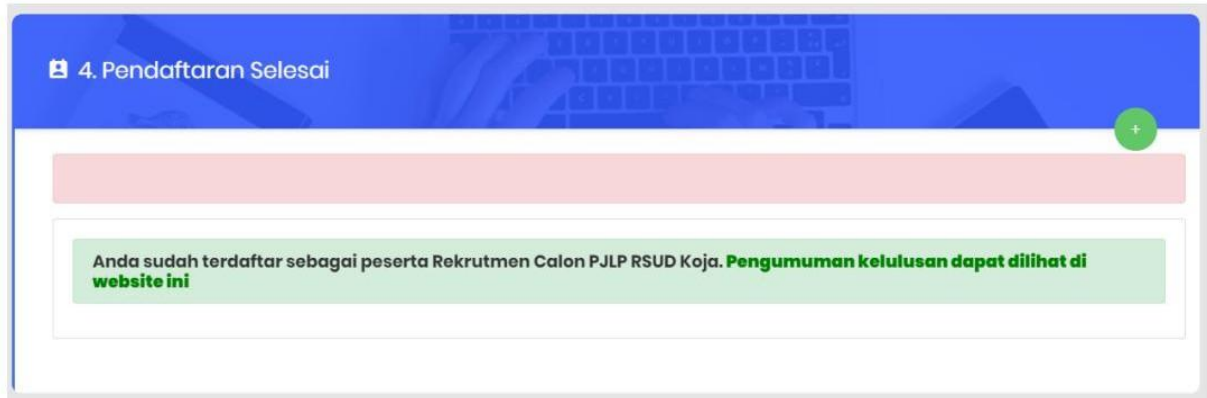 4. Pendaftaran Selesai
+
Anda sudah terdaftar sebagai peserta Rekrutmen Calon PJLP RSUD Koja. Pengumuman kelulusan dapat dilihat di
website ini